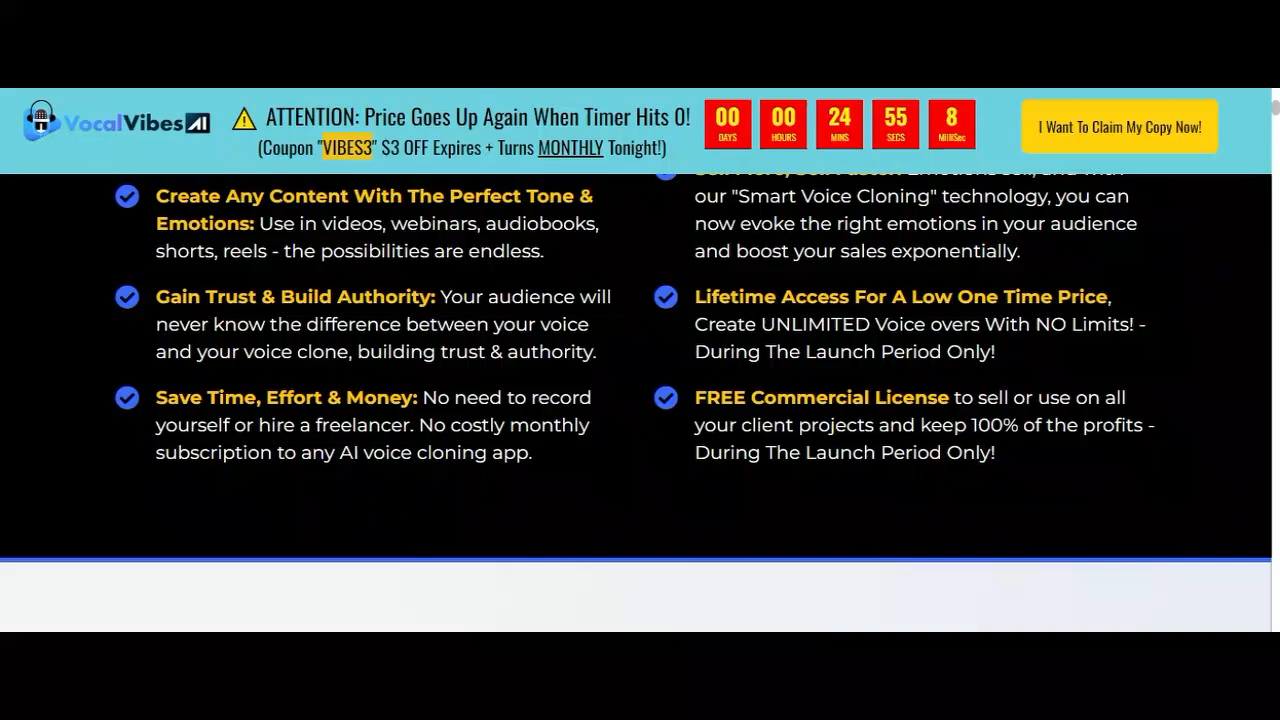 VocalVibes AI
ATTENTION: Price Goes Up Again When Timer Hits 0!
(Coupon "VIBES3" $3 OFF Expires + Turns MONTHLY Tonight!)
00 00 24 55 8
DAYS HOURS MINS SECS MilliSec
I Want To Claim My Copy Now!
Create Any Content With The Perfect Tone &
Emotions: Use in videos, webinars, audiobooks,
shorts, reels - the possibilities are endless.
Gain Trust & Build Authority: Your audience will
never know the difference between your voice
and your voice clone, building trust & authority.
Save Time, Effort & Money: No need to record
yourself or hire a freelancer. No costly monthly
subscription to any AI voice cloning app.
our "Smart Voice Cloning" technology, you can
now evoke the right emotions in your audience
and boost your sales exponentially.
Lifetime Access For A Low One Time Price,
Create UNLIMITED Voice overs With NO Limits! -
During The Launch Period Only!
FREE Commercial License to sell or use on all
your client projects and keep 100% of the profits -
During The Launch Period Only!